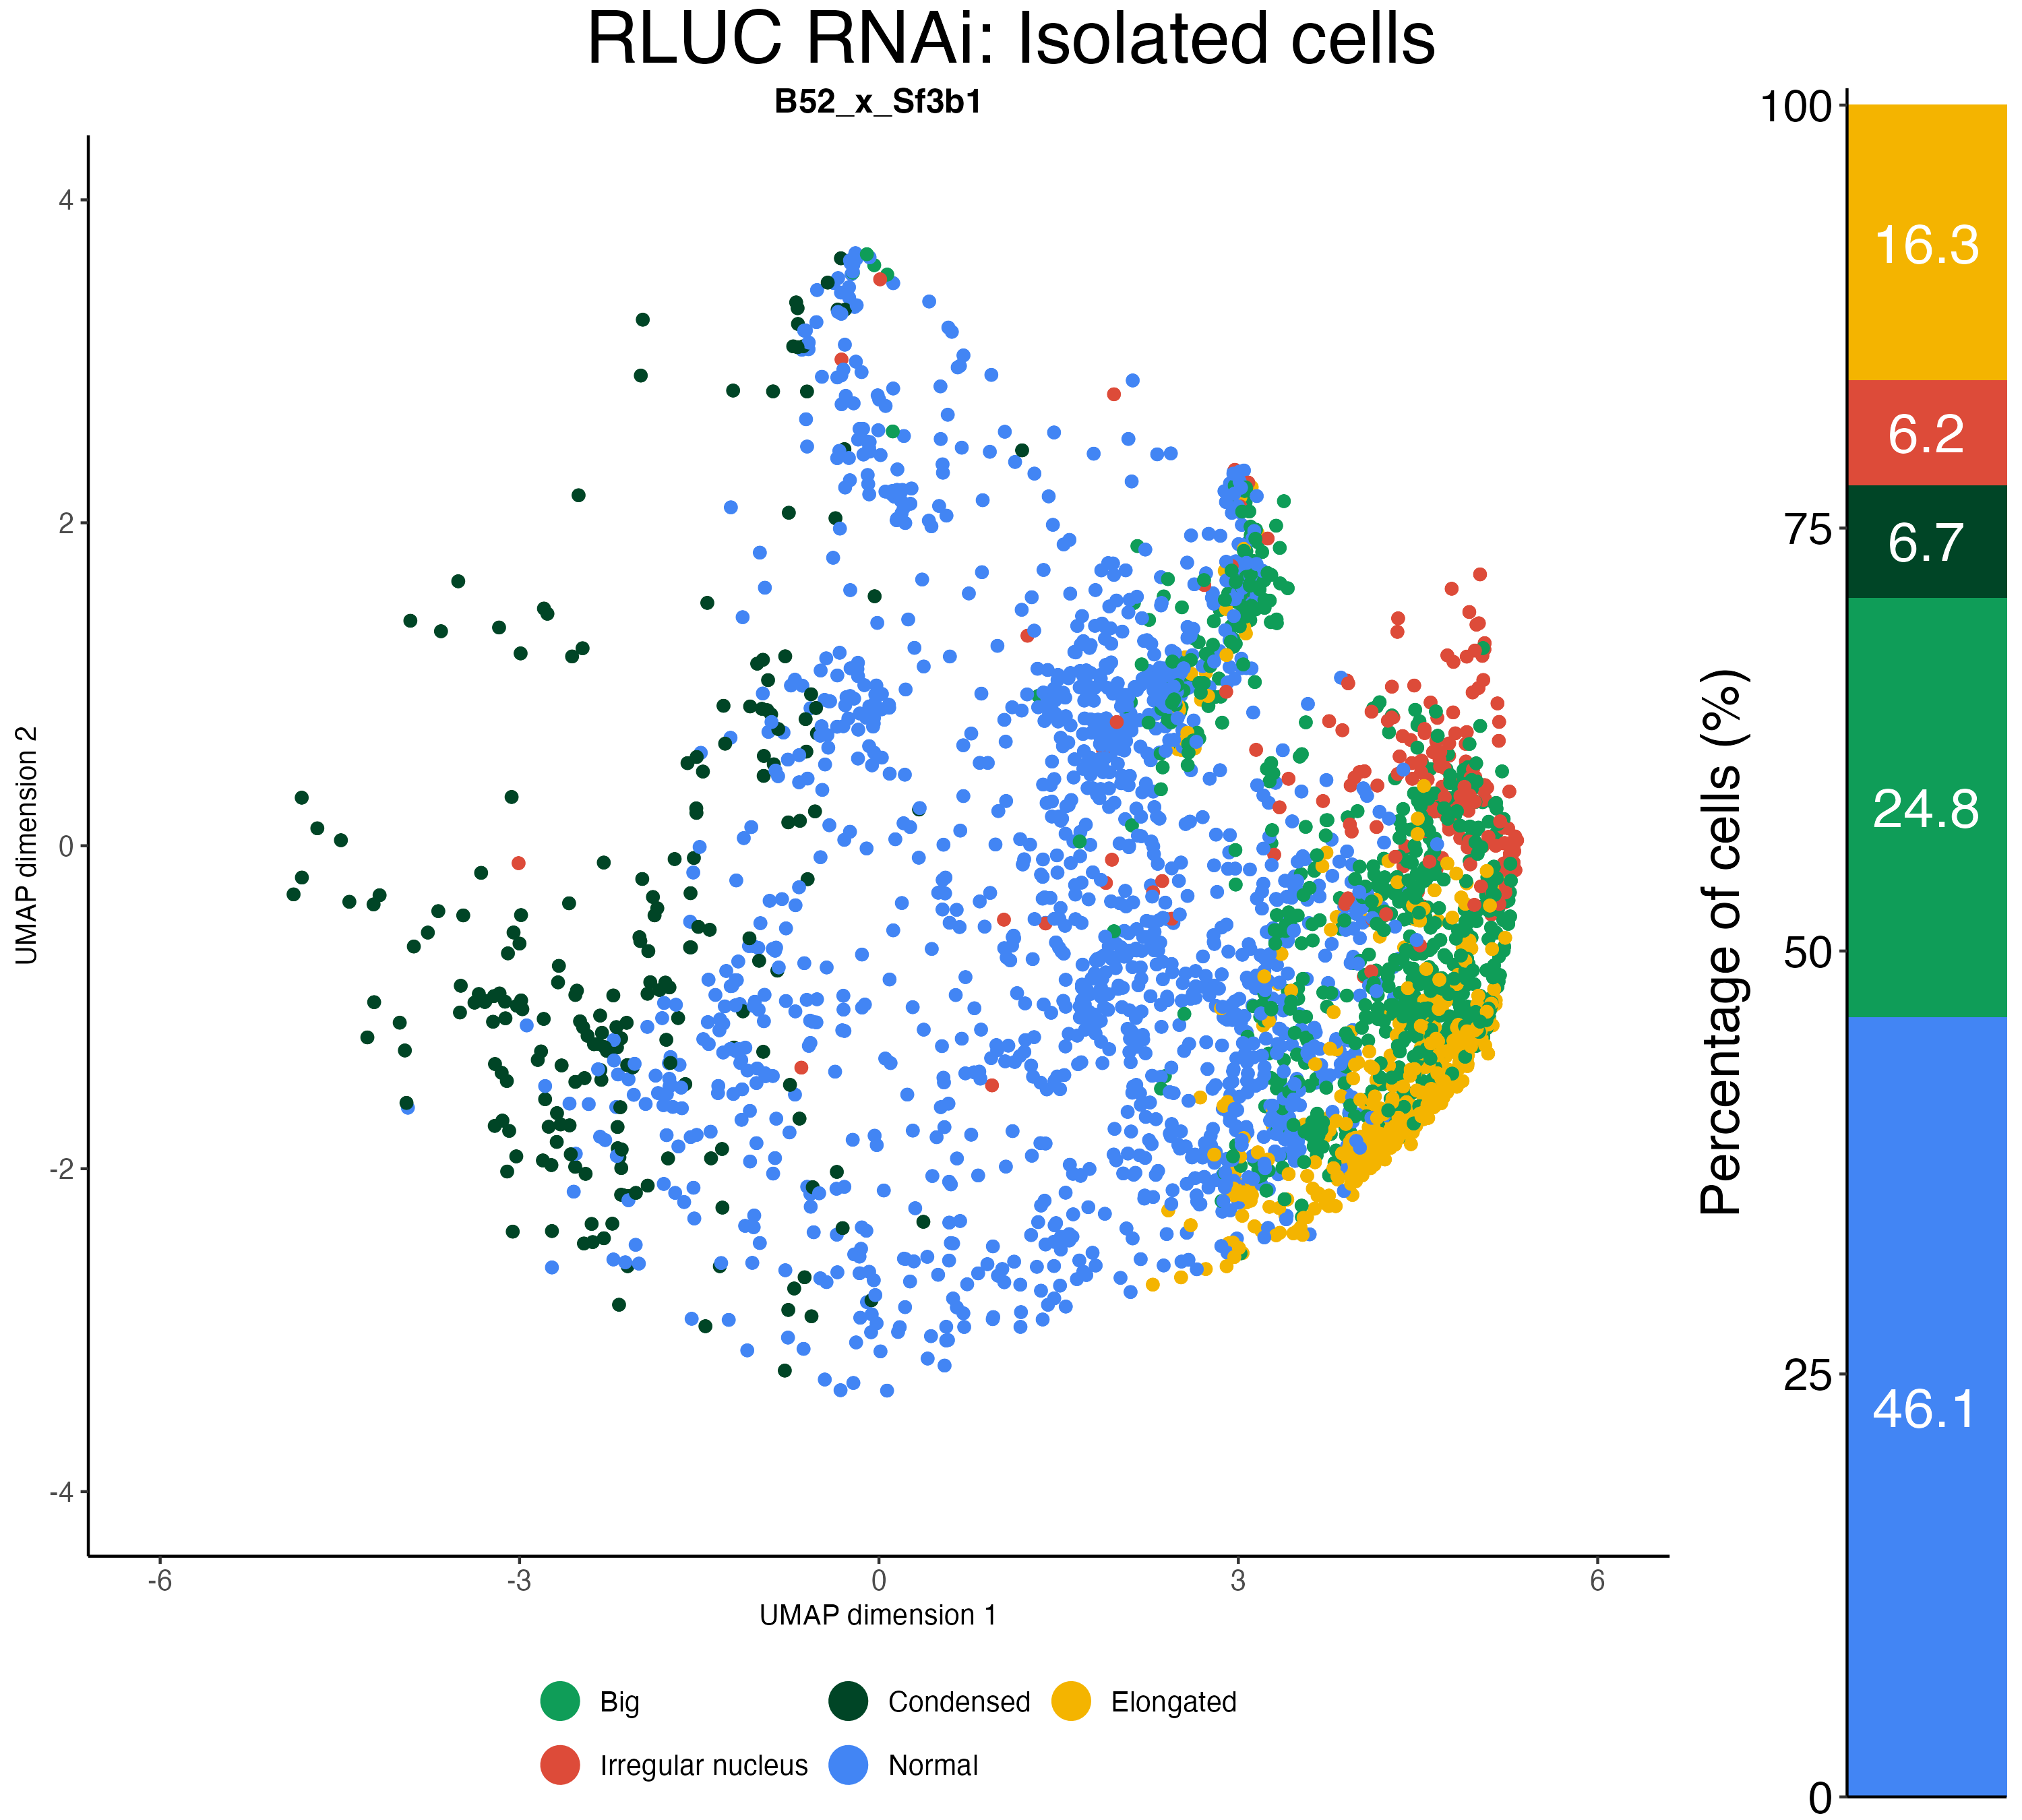 RLUC RNAi: Isolated cells
B52_x_Sf3b1
UMAP dimension 2
4
2
0
-2
-4
-6
-3
0
3
6
UMAP dimension 1
Big
Condensed
Elongated
Irregular nucleus
Normal
Percentage of cells (%)
100
75
50
25
0
16.3
6.2
6.7
24.8
46.1